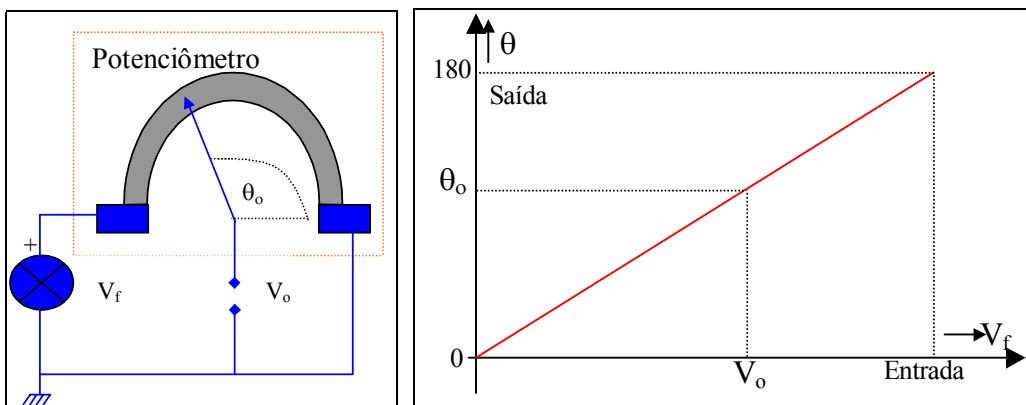 Potenciômetro
θo
+
Vf
Vo
θ
180
Saída
θo
0
Vo
Entrada
Vf